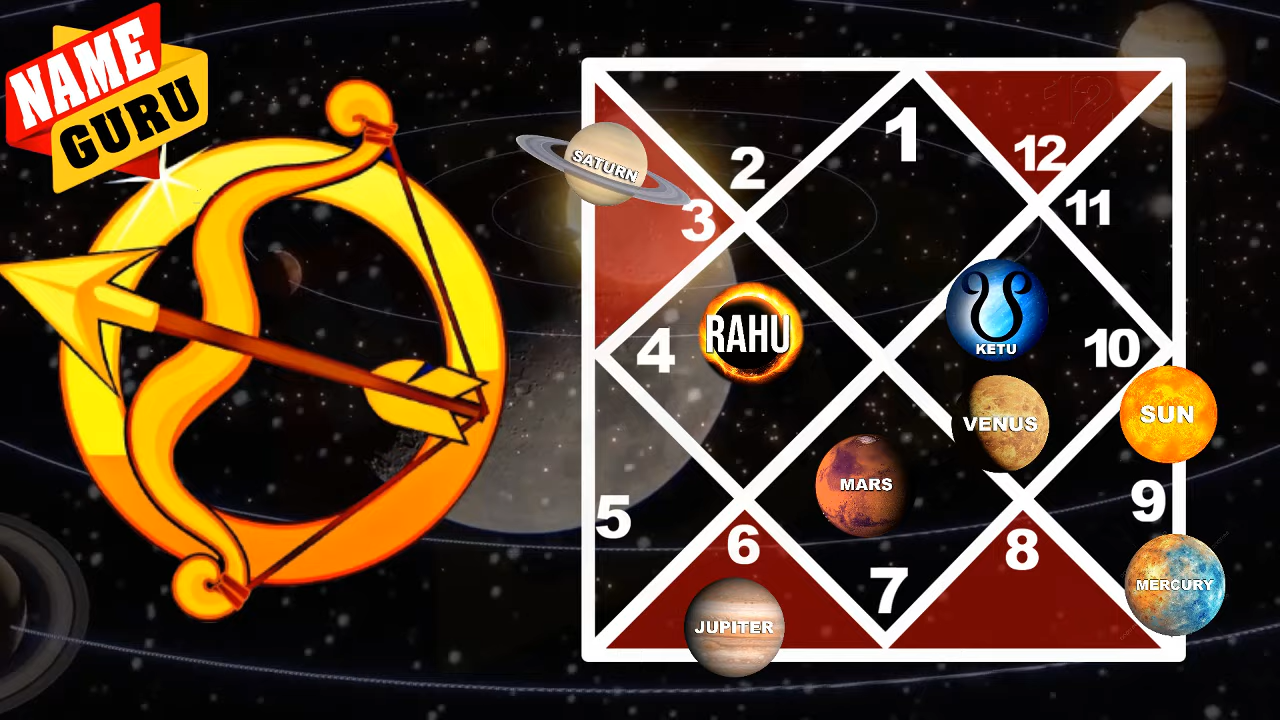 NAME
GURU
1
12
2
SATURN
3
11
RAHU
KETU
4
10
SUN
VENUS
MARS
9
5
6
8
7
MERCURY
JUPITER